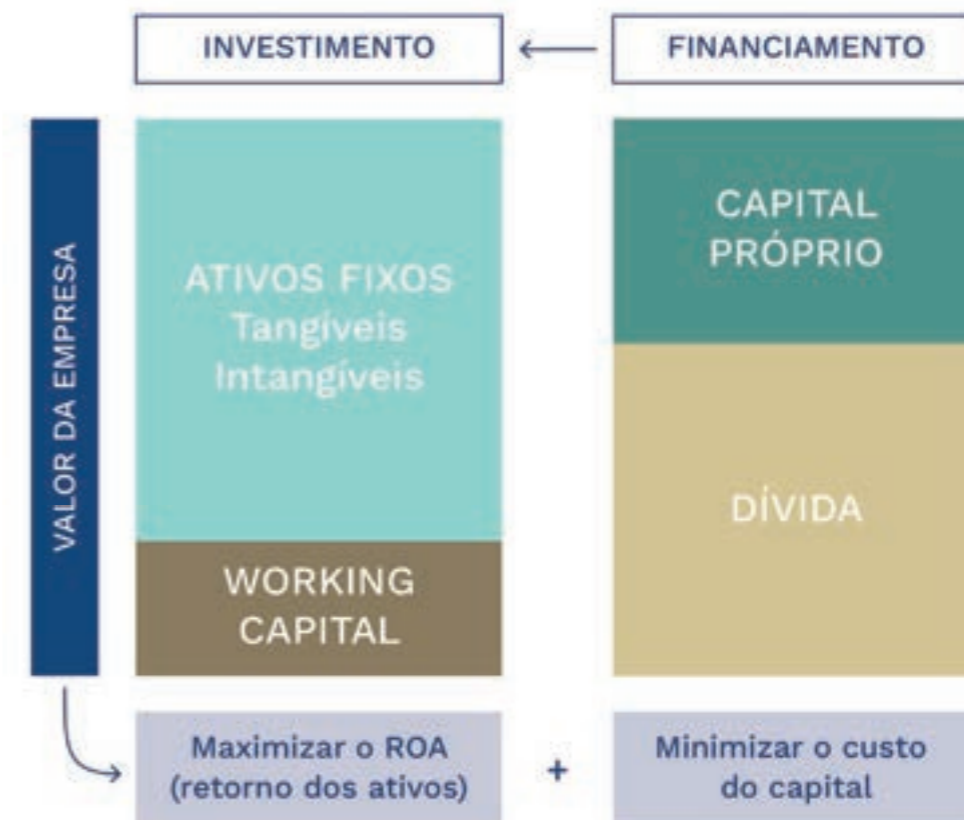 INVESTIMENTO
FINANCIAMENTO
VALOR DA EMPRESA
ATIVOS FIXOS
Tangíveis
Intangíveis
WORKING
CAPITAL
CAPITAL
PRÓPRIO
DÍVIDA
Maximizar o ROA
(retorno dos ativos)
+
Minimizar o custo
do capital